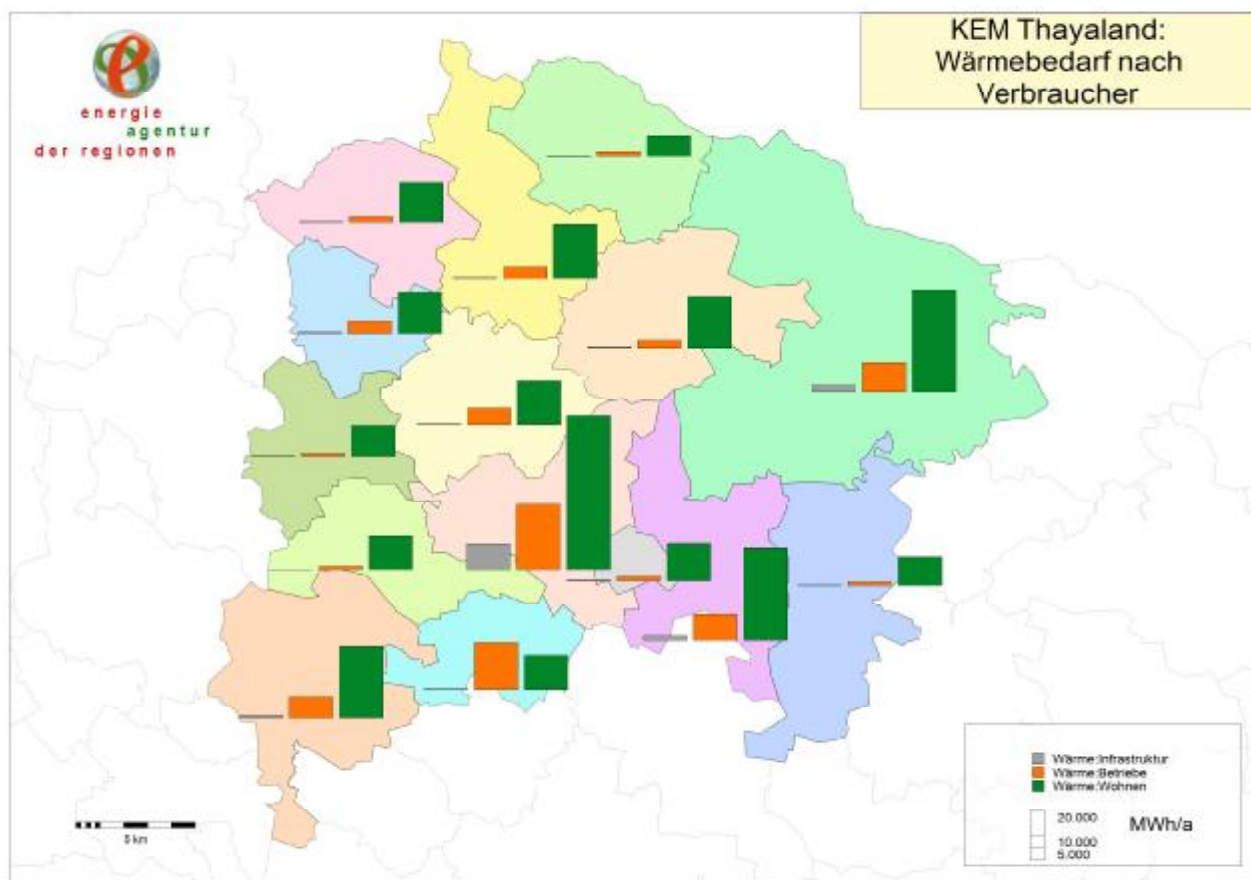 KEM Thayaland:
Wärmebedarf nach
Verbraucher
energie
agentur
der regionen
Wärme:Infrastruktur
Wärme:Betriebe
Wärme:Wohnen
20.000
MWh/a
10.000
5.000
5 km